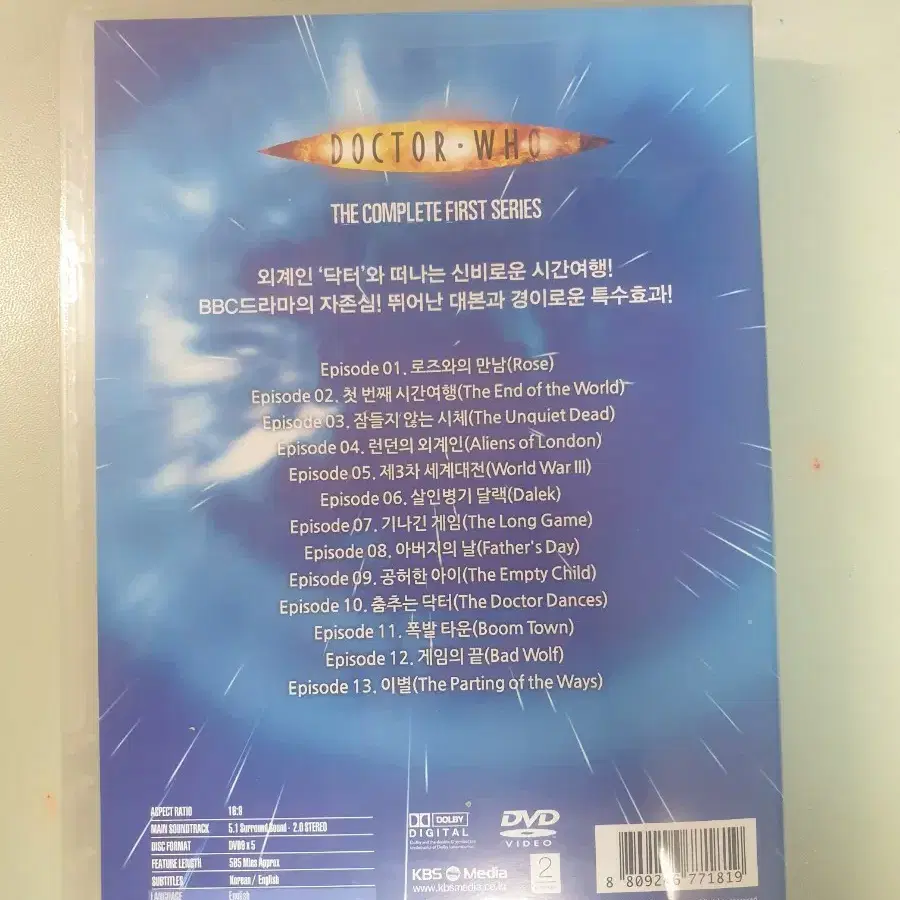 DOCTOR · WHO
THE COMPLETE FIRST SERIES
외계인 '닥터'와 떠나는 신비로운 시간여행!
BBC드라마의 자존심! 뛰어난 대본과 경이로운 특수효과!
Episode 01. 로즈와의 만남(Rose)
Episode 02. 첫 번째 시간여행(The End of the World)
Episode 03. 잠들지 않는 시체(The Unquiet Dead)
Episode 04. 런던의 외계인(Aliens of London)
Episode 05. 제3차 세계대전(World War III)
Episode 06. 살인병기 달랙(Dalek)
Episode 07. 기나긴 게임(The Long Game)
Episode 08. 아버지의 날(Father's Day)
Episode 09. 공허한 아이(The Empty Child)
Episode 10. 춤추는 닥터(The Doctor Dances)
Episode 11. 폭발 타운(Boom Town)
Episode 12. 게임의 끝(Bad Wolf)
Episode 13. 이별(The Parting of the Ways)
ASPECT RATIO 16:9
MAIN SOUNDTRACK 5.1 Surround Sound - 2.0 STEREO
DISC FORMAT DVD9 x 5
FEATURE LENGTH 585 Mins Approx
SUBTITLES Korean / English
LANGUAGE English
DOLBY
DIGITAL
DVD
VIDEO
KBS Media
www.kbsmedia.co.kr
2
8 809 771819